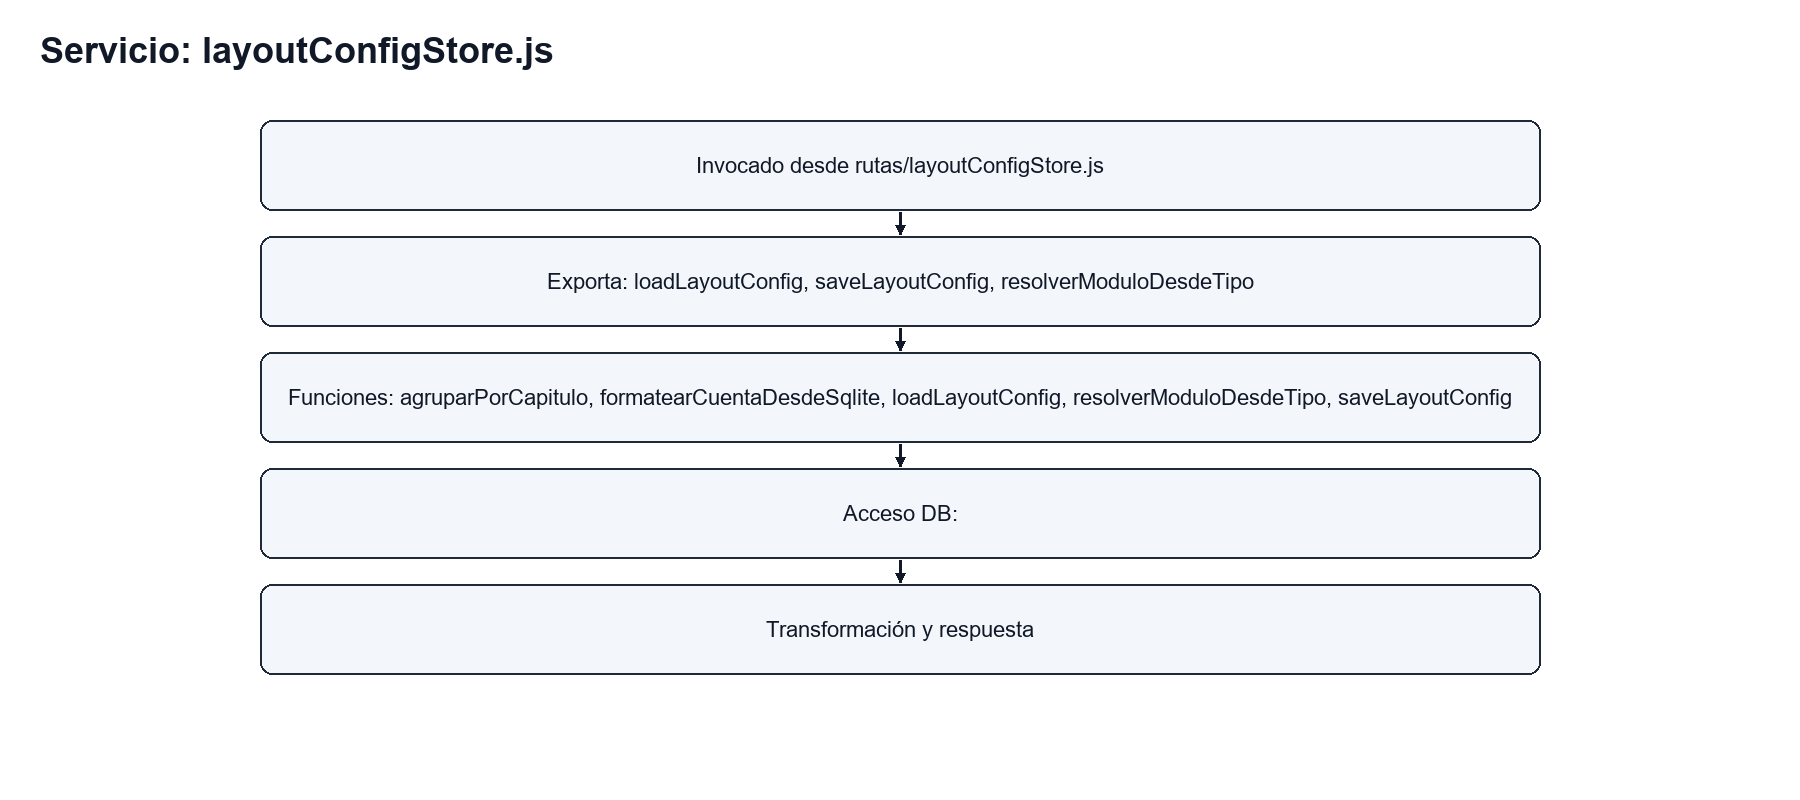 Servicio: layoutConfigStore.js
Invocado desde rutas/layoutConfigStore.js
Exporta: loadLayoutConfig, saveLayoutConfig, resolverModuloDesdeTipo
Funciones: agruparPorCapitulo, formatearCuentaDesdeSqlite, loadLayoutConfig, resolverModuloDesdeTipo, saveLayoutConfig
Acceso DB:
Transformación y respuesta